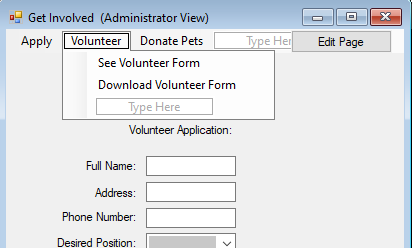 Get Involved (Administrator View)
Apply Volunteer Donate Pets Type Here Edit Page
See Volunteer Form
Download Volunteer Form
Type Here
Volunteer Application:
Full Name:
Address:
Phone Number:
Desired Position: